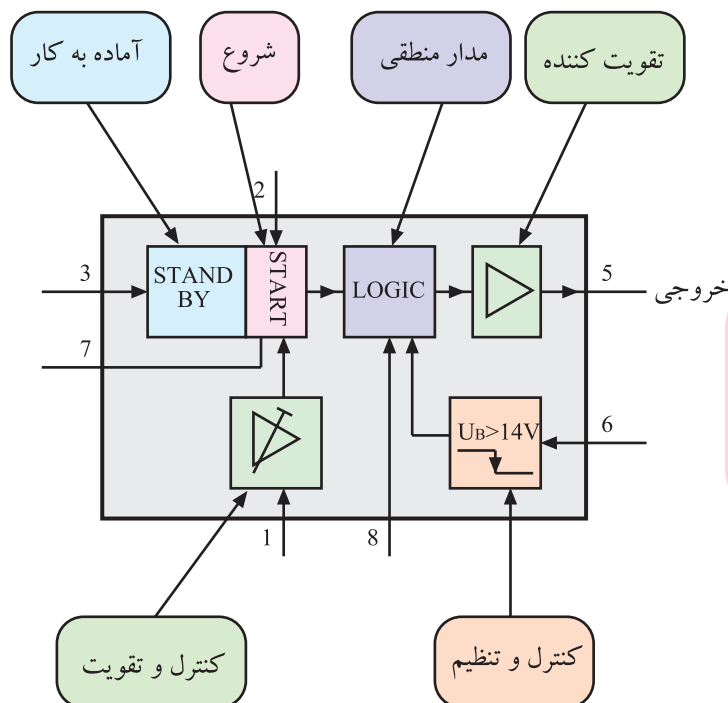 آماده به کار
شروع
مدار منطقی
تقویت کننده
2
3
STAND
BY
START
LOGIC
5
خروجی
7
UB>14V
6
1
8
کنترل و تقویت
کنترل و تنظیم